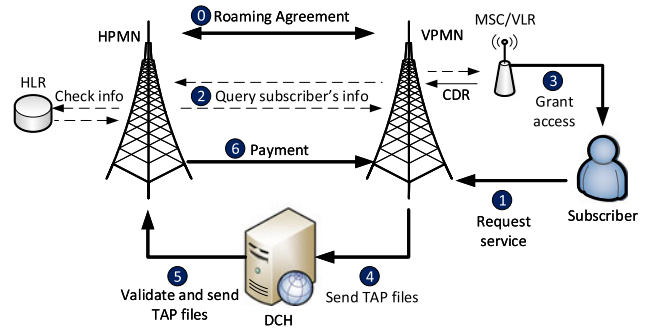 0 Roaming Agreement
HPMN
VPMN
MSC/VLR
HLR
Check info
2 Query subscriber's info
CDR
3
Grant
access
6 Payment
1
Request
service
Subscriber
5
Validate and send
TAP files
DCH
4
Send TAP files